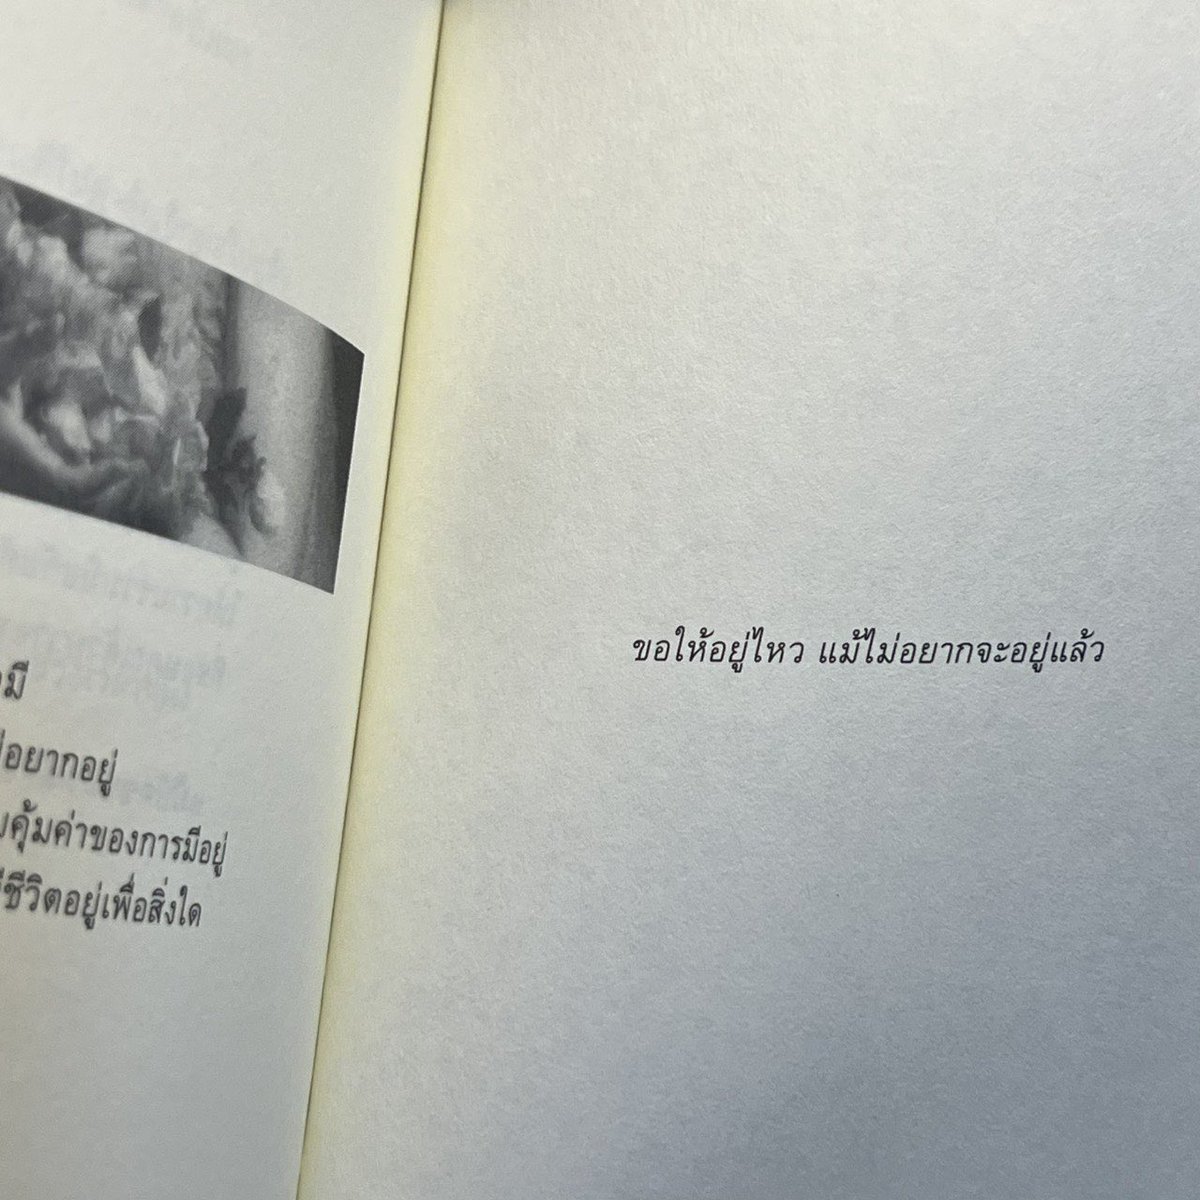 มี
อยากอยู่
คุ้มค่าของการมีอยู่
ชีวิตอยู่เพื่อสิ่งใด
ขอให้อยู่ไหว แม้ไม่อยากจะอยู่แล้ว